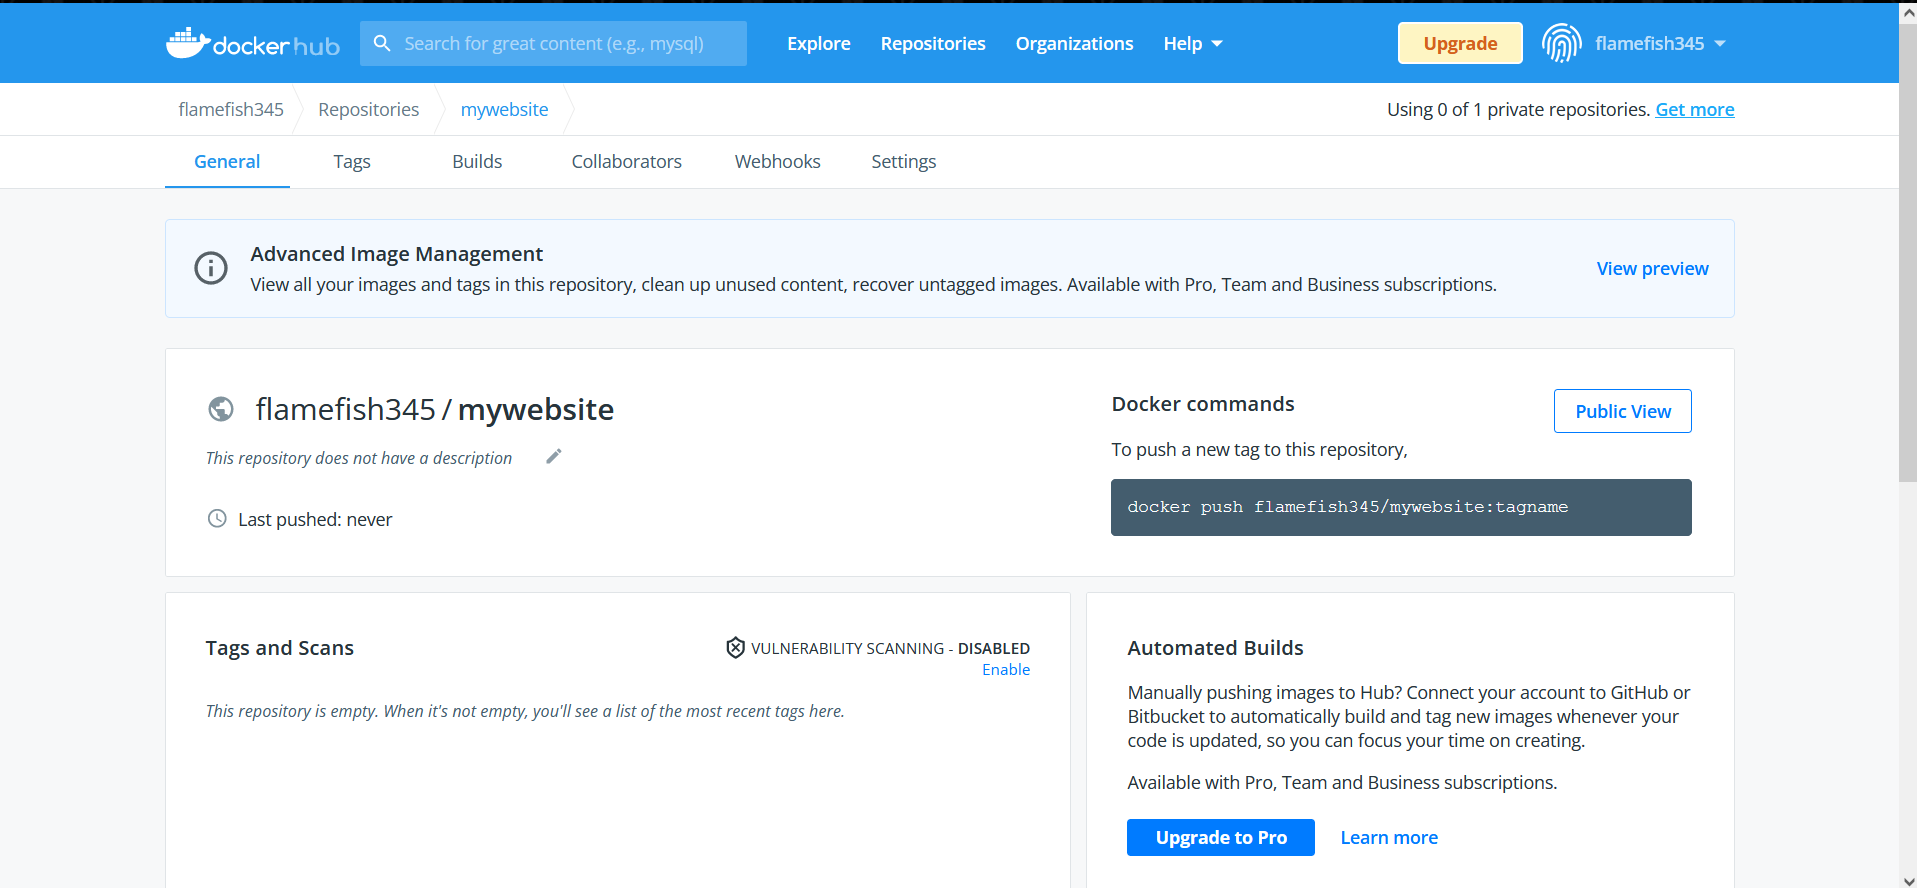 docker hub
Search for great content (e.g., mysql)
Explore
Repositories
Organizations
Help
Upgrade
flamefish345
flamefish345
Repositories
mywebsite
Using 0 of 1 private repositories. Get more
General
Tags
Builds
Collaborators
Webhooks
Settings
Advanced Image Management
View all your images and tags in this repository, clean up unused content, recover untagged images. Available with Pro, Team and Business subscriptions.
View preview
flamefish345 / mywebsite
This repository does not have a description
Last pushed: never
Docker commands
Public View
To push a new tag to this repository,
docker push flamefish345/mywebsite:tagname
Tags and Scans
VULNERABILITY SCANNING - DISABLED
Enable
This repository is empty. When it's not empty, you'll see a list of the most recent tags here.
Automated Builds
Manually pushing images to Hub? Connect your account to GitHub or
Bitbucket to automatically build and tag new images whenever your
code is updated, so you can focus your time on creating.
Available with Pro, Team and Business subscriptions.
Upgrade to Pro
Learn more